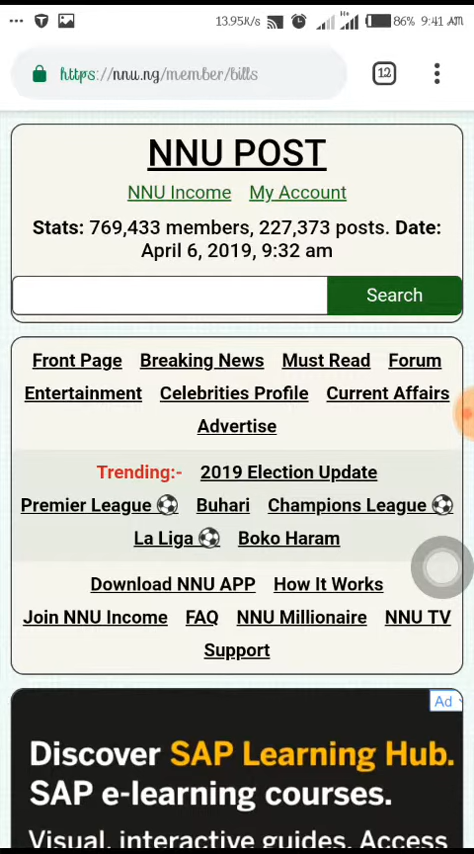 13.95K/s 86% 9:41 AM
https://nnu.ng/member/bills 12
NNU POST
NNU Income My Account
Stats: 769,433 members, 227,373 posts. Date:
April 6, 2019, 9:32 am
Search
Front Page Breaking News Must Read Forum
Entertainment Celebrities Profile Current Affairs
Advertise
Trending:- 2019 Election Update
Premier League ⚽ Buhari Champions League ⚽
La Liga ⚽ Boko Haram
Download NNU APP How It Works
Join NNU Income FAQ NNU Millionaire NNU TV
Support
Ad
Discover SAP Learning Hub.
SAP e-learning courses.
Visual, interactive guides. Access